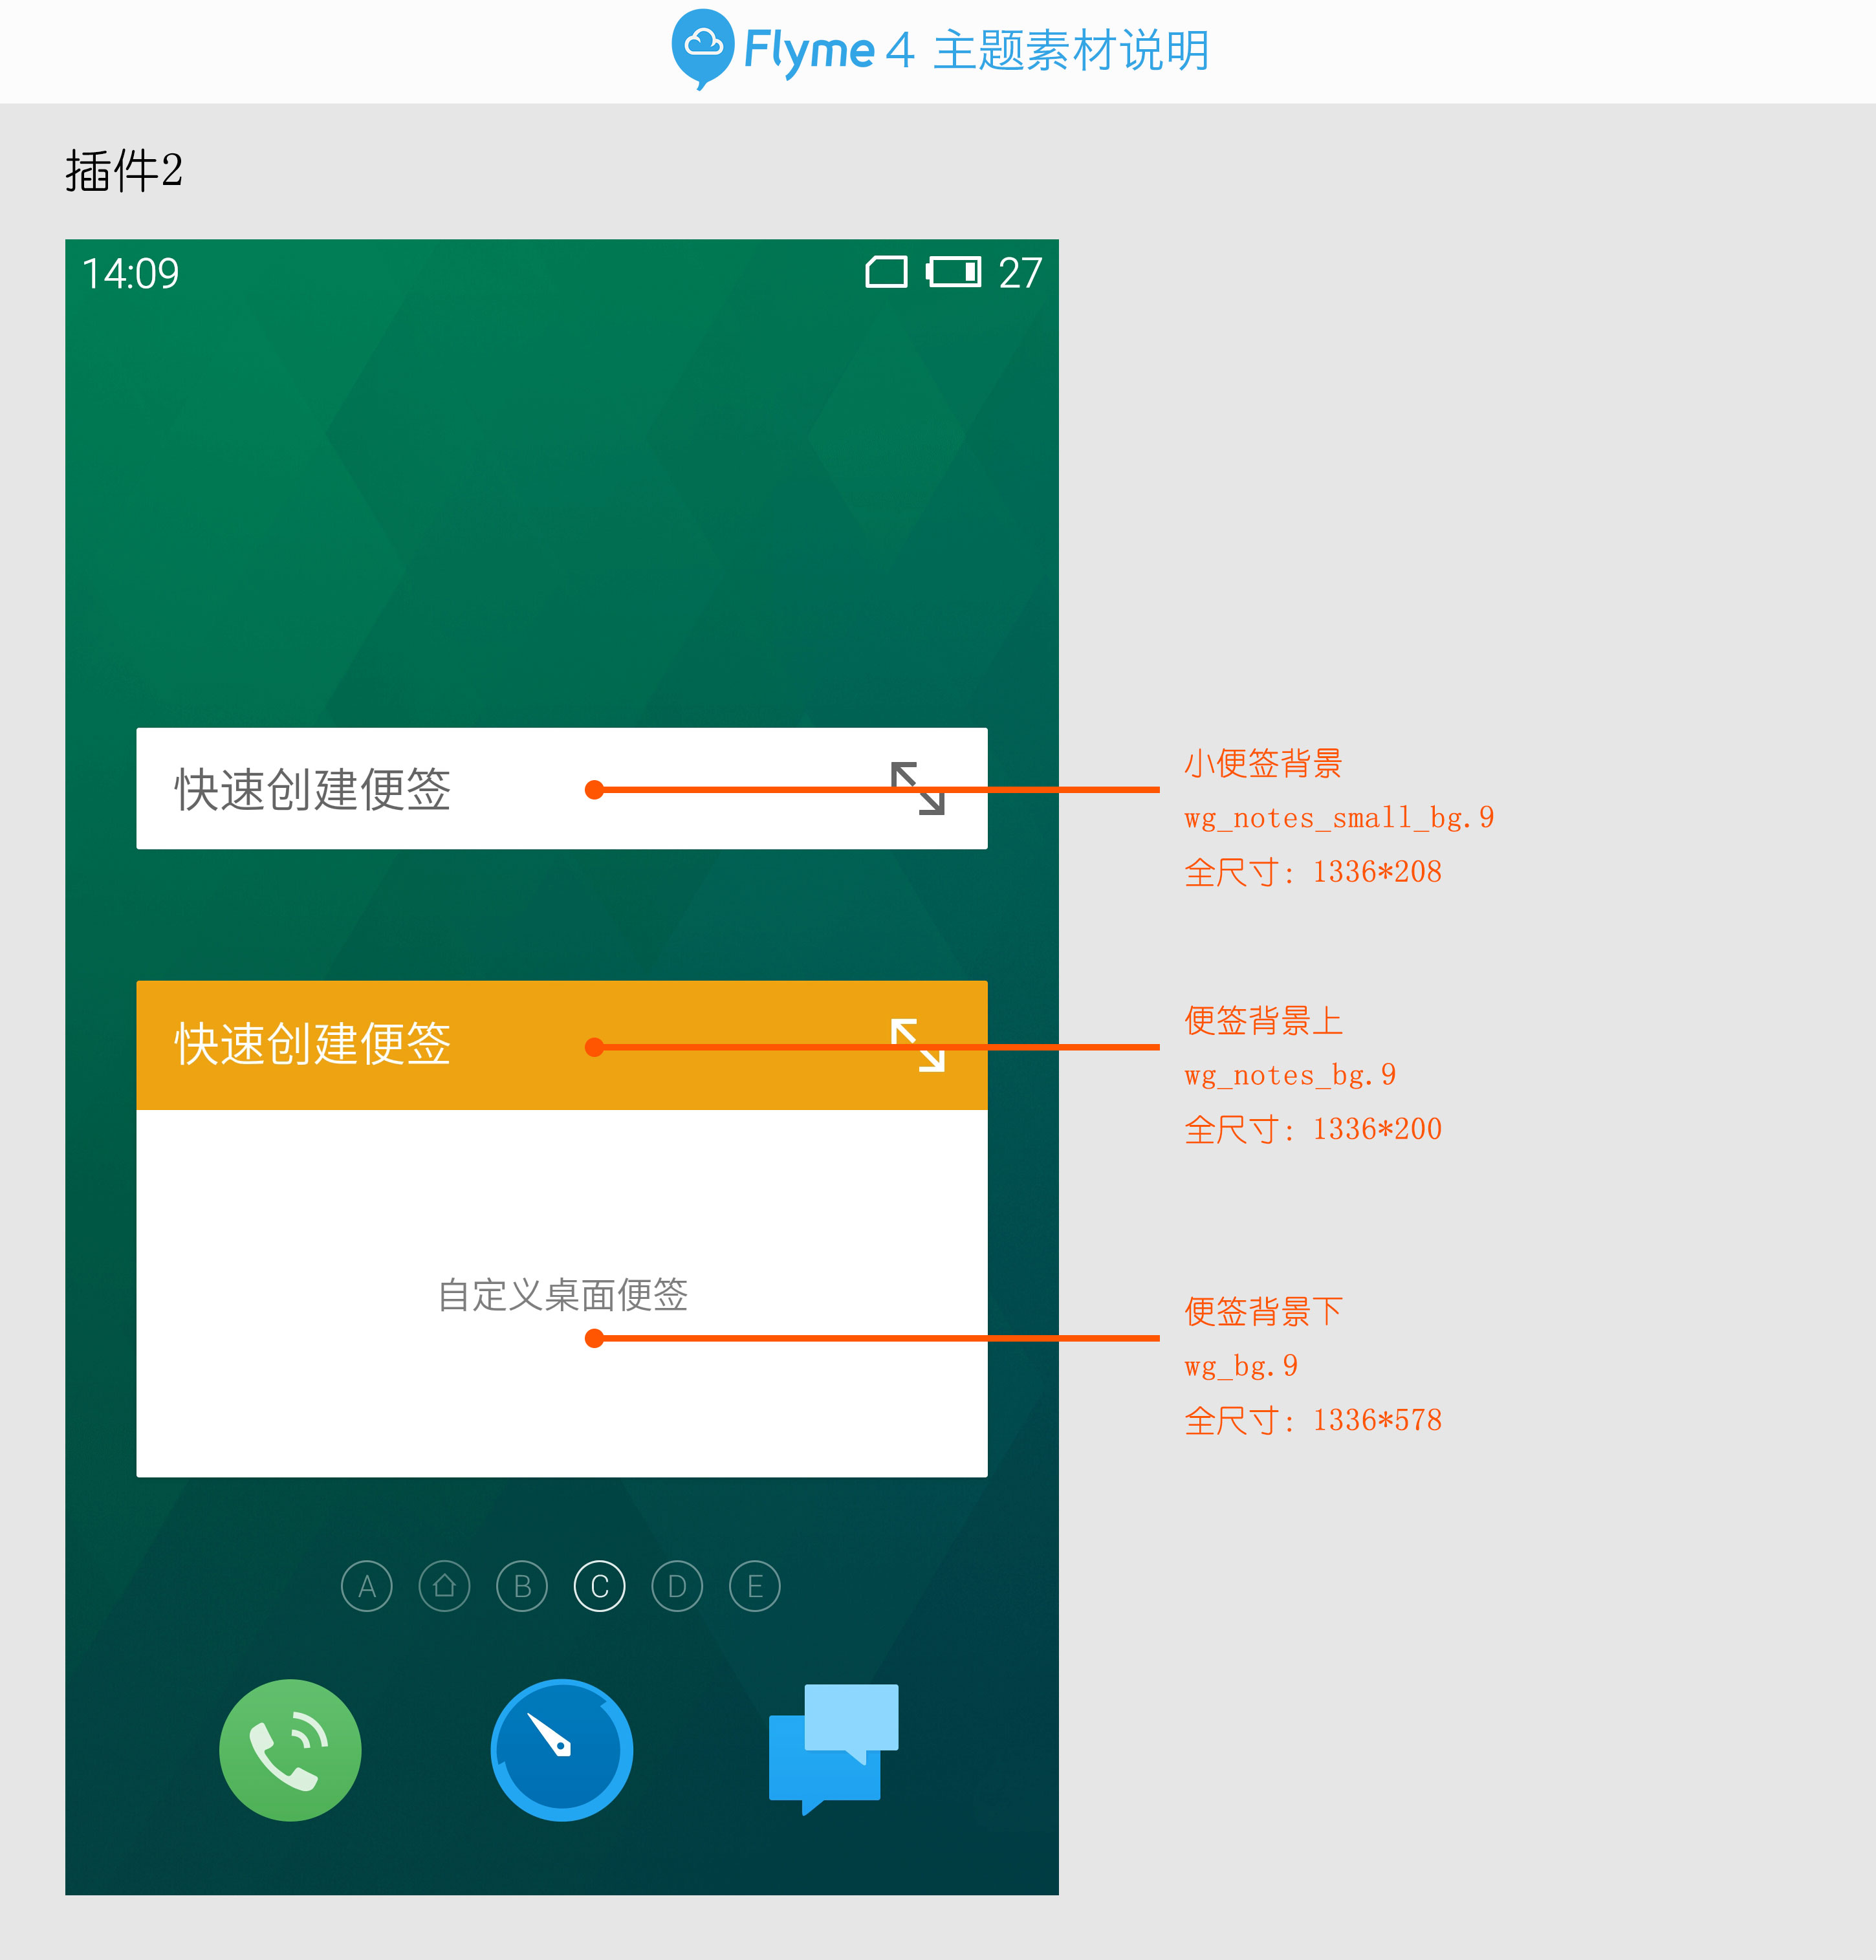 Flyme 4 主题素材说明
插件2
14:09 27
快速创建便签
小便签背景
wg_notes_small_bg.9
全尺寸: 1336*208
快速创建便签
便签背景上
wg_notes_bg.9
全尺寸: 1336*200
自定义桌面便签
便签背景下
wg_bg.9
全尺寸: 1336*578
A B C D E